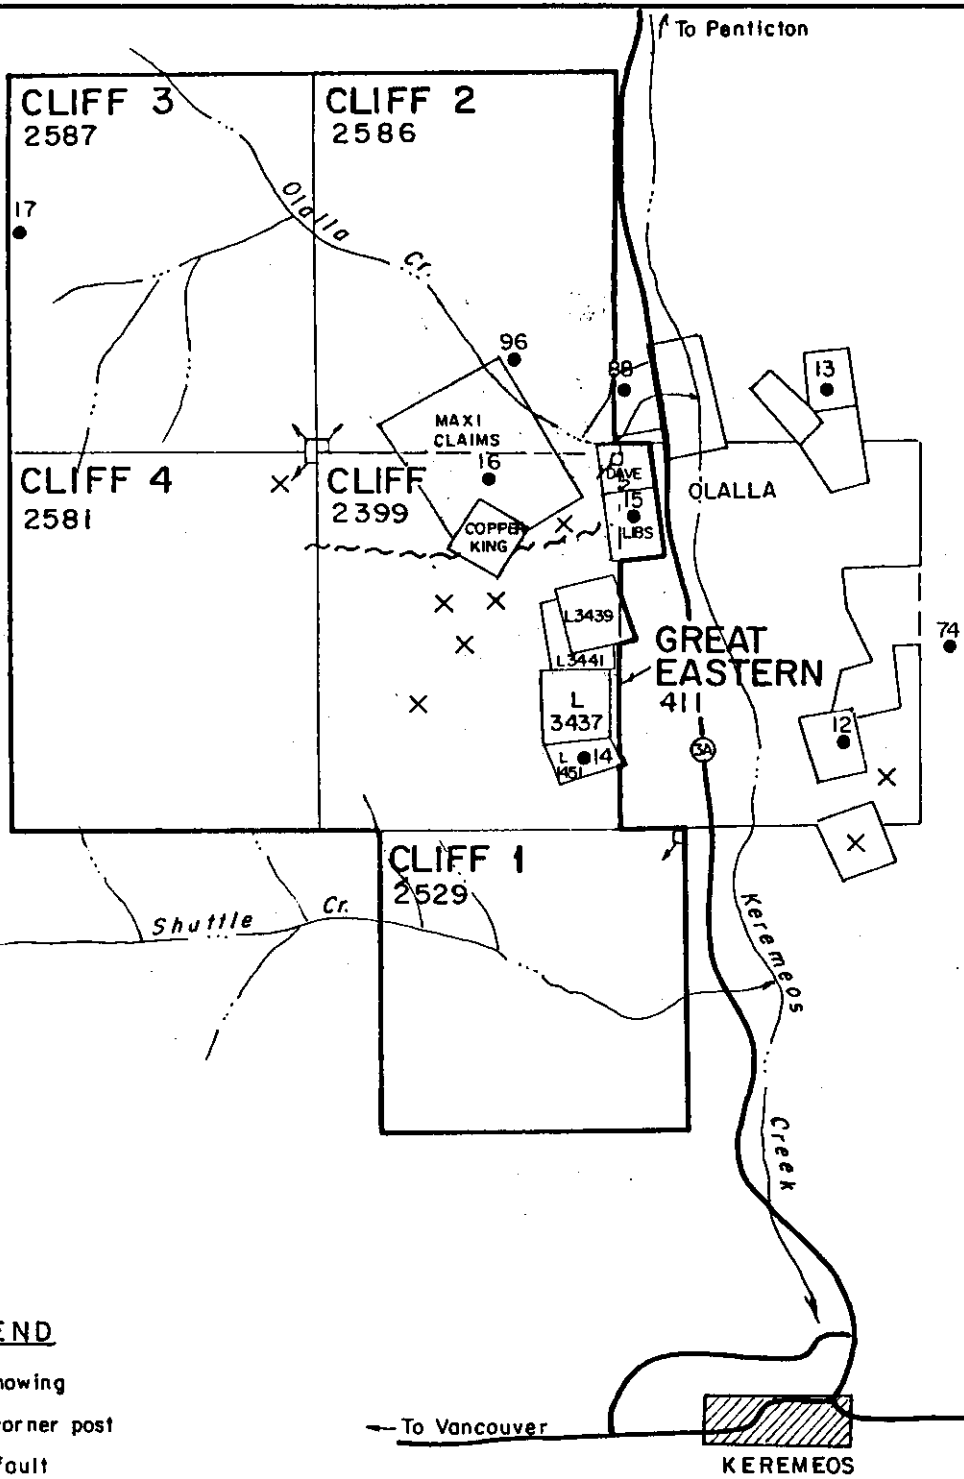 To Penticton
CLIFF 3
2587
CLIFF 2
2586
17
Olalla
Cr.
96
88
13
MAXI
CLAIMS
16
CLIFF 4
2581
CLIFF
2399
COPPER
KING
DAVE
2
15
LIBS
OLALLA
L3439
L3441
L
3437
L
1451
14
GREAT
EASTERN
411
3A
74
12
CLIFF 1
2529
Shuttle Cr.
Keremeos
Creek
END
howing
corner post
fault
To Vancouver
KEREMEOS